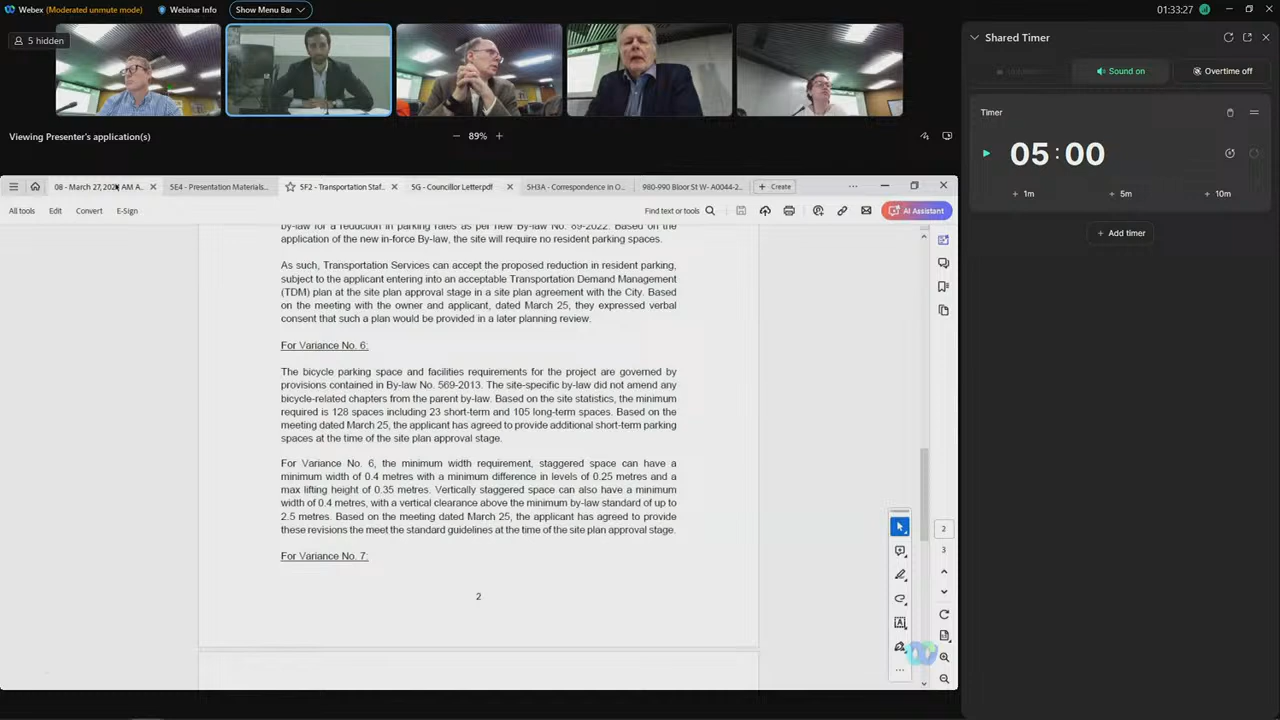 Webex (Moderated unmute mode) Webinar Info Show Menu Bar 01:33:27
5 hidden
Viewing Presenter's application(s) 89%
Shared Timer
Sound on Overtime off
Timer
05:00
+ 1m + 5m + 10m
+ Add timer
08 - March 27, 202 AM A... 5E4 - Presentation Materials... 5F2 - Transportation Staf... 5G - Councillor Letterpdf 5H3A - Correspondence in O... 980-990 Bloor St W- A0044-2... + Create
All tools Edit Convert E-Sign Find text or tools AI Assistant
by-law for a reduction in parking rates as per new By-law No. 89-2022. Based on the
application of the new in-force By-law, the site will require no resident parking spaces.
As such, Transportation Services can accept the proposed reduction in resident parking,
subject to the applicant entering into an acceptable Transportation Demand Management
(TDM) plan at the site plan approval stage in a site plan agreement with the City. Based
on the meeting with the owner and applicant, dated March 25, they expressed verbal
consent that such a plan would be provided in a later planning review.
For Variance No. 6:
The bicycle parking space and facilities requirements for the project are governed by
provisions contained in By-law No. 569-2013. The site-specific by-law did not amend any
bicycle-related chapters from the parent by-law. Based on the site statistics, the minimum
required is 128 spaces including 23 short-term and 105 long-term spaces. Based on the
meeting dated March 25, the applicant has agreed to provide additional short-term parking
spaces at the time of the site plan approval stage.
For Variance No. 6, the minimum width requirement, staggered space can have a
minimum width of 0.4 metres with a minimum difference in levels of 0.25 metres and a
max lifting height of 0.35 metres. Vertically staggered space can also have a minimum
width of 0.4 metres, with a vertical clearance above the minimum by-law standard of up to
2.5 metres. Based on the meeting dated March 25, the applicant has agreed to provide
these revisions the meet the standard guidelines at the time of the site plan approval stage.
For Variance No. 7:
2
2
3